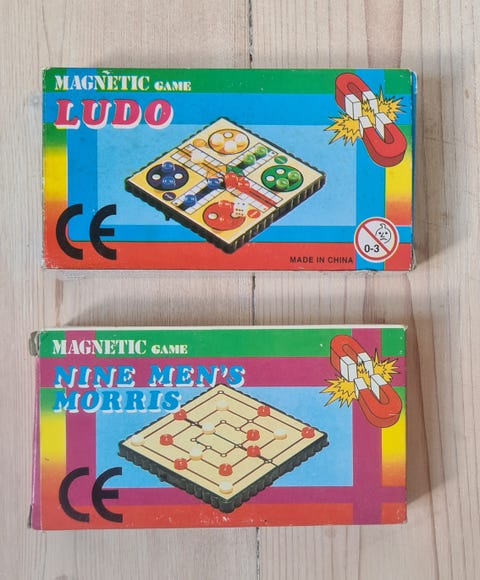 MAGNETIC GAME
LUDO
CE
0-3
MADE IN CHINA
MAGNETIC GAME
NINE MEN'S
MORRIS
CE